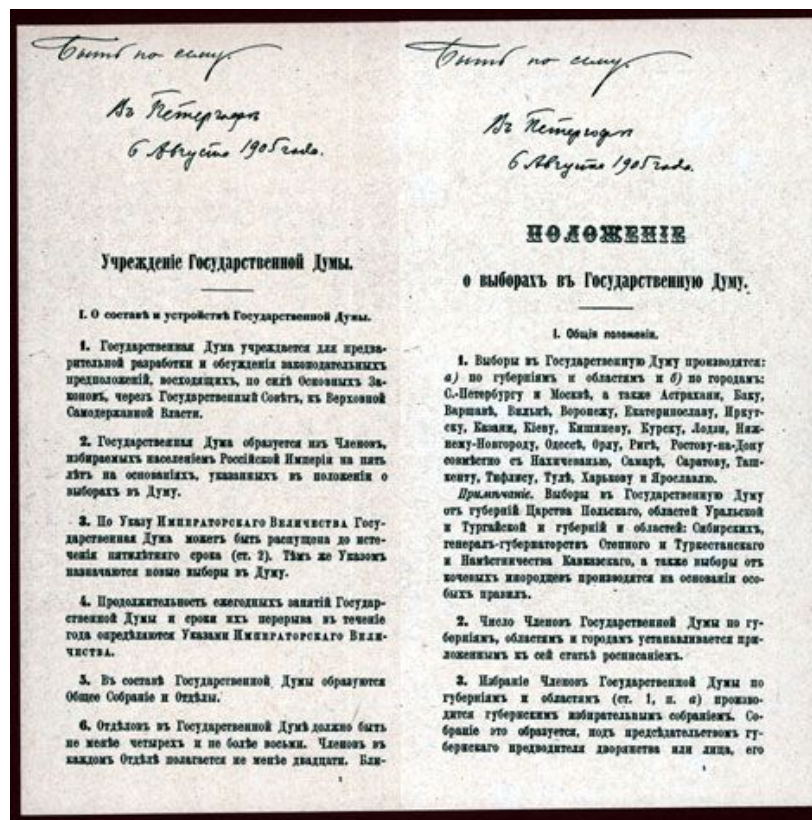 Быть по сему.
Въ Петергофѣ
6 Августа 1905 года.
Учрежденіе Государственной Думы.
I. О составѣ и устройствѣ Государственной Думы.
1. Государственная Дума учреждается для предва-
рительной разработки и обсужденія законодательныхъ
предположеній, восходящихъ, по силѣ Основныхъ За-
коновъ, черезъ Государственный Совѣтъ, къ Верховной
Самодержавной Власти.
2. Государственная Дума образуется изъ Членовъ,
избираемыхъ населеніемъ Россійской Имперіи на пять
лѣтъ на основаніяхъ, указанныхъ въ положеніи о
выборахъ въ Думу.
3. По Указу ИМПЕРАТОРСКАГО ВЕЛИЧЕСТВА Госу-
дарственная Дума можетъ быть распущена до исте-
ченія пятилѣтняго срока (ст. 2). Тѣмъ же Указомъ
назначаются новые выборы въ Думу.
4. Продолжительность ежегодныхъ занятій Государ-
ственной Думы и сроки ихъ перерыва въ теченіе
года опредѣляются Указами ИМПЕРАТОРСКАГО ВЕЛИ-
ЧЕСТВА.
5. Въ составѣ Государственной Думы образуются
Общее Собраніе и Отдѣлы.
6. Отдѣловъ въ Государственной Думѣ должно быть
не менѣе четырехъ и не болѣе восьми. Членовъ въ
каждомъ Отдѣлѣ полагается не менѣе двадцати. Бли-
1
Быть по сему.
Въ Петергофѣ
6 Августа 1905 года.
ПОЛОЖЕНІЕ
о выборахъ въ Государственную Думу.
I. Общія положенія.
1. Выборы въ Государственную Думу производятся:
а) по губерніямъ и областямъ и б) по городамъ:
С.-Петербургу и Москвѣ, а также Астрахани, Баку,
Варшавѣ, Вильнѣ, Воронежу, Екатеринославу, Иркут-
ску, Казани, Кіеву, Кишиневу, Курску, Лодзи, Ниж-
нему-Новгороду, Одессѣ, Орлу, Ригѣ, Ростову-на-Дону
совмѣстно съ Нахичеванью, Самарѣ, Саратову, Таш-
кенту, Тифлису, Тулѣ, Харькову и Ярославлю.
Примѣчаніе. Выборы въ Государственную Думу
отъ губерній Царства Польскаго, областей Уральской
и Тургайской и губерній и областей: Сибирскихъ,
генералъ-губернаторствъ Степного и Туркестанскаго
и Намѣстничества Кавказскаго, а также выборы отъ
кочевыхъ инородцевъ производятся на основаніи осо-
быхъ правилъ.
2. Число Членовъ Государственной Думы по гу-
берніямъ, областямъ и городамъ устанавливается при-
ложеннымъ къ сей статьѣ росписаніемъ.
3. Избраніе Членовъ Государственной Думы по
губерніямъ и областямъ (ст. 1, п. а) произво-
дится губернскимъ избирательнымъ собраніемъ. Со-
браніе это образуется, подъ предсѣдательствомъ гу-
бернскаго предводителя дворянства или лица, его
1